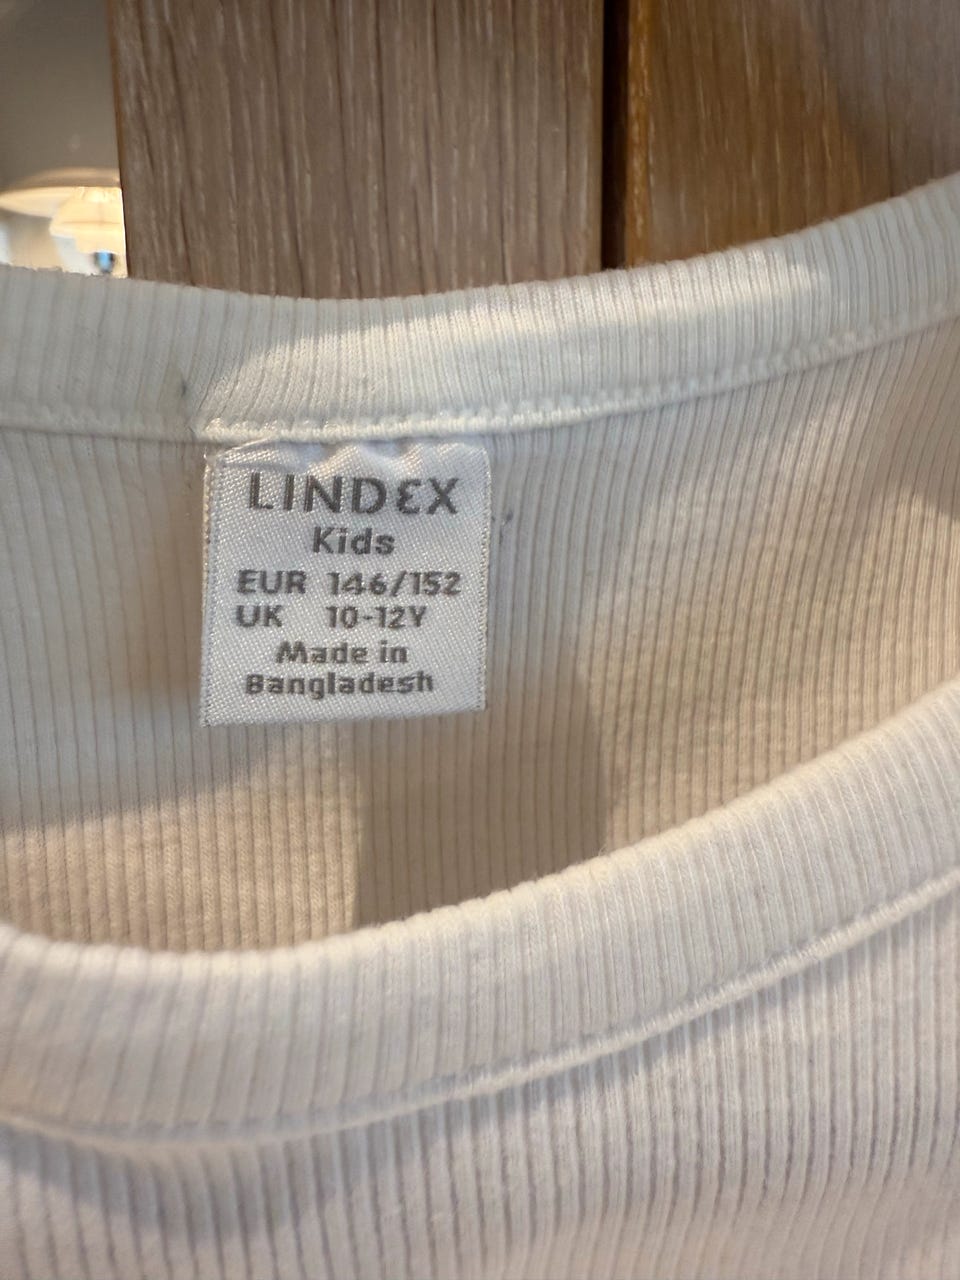 LINDEX
Kids
EUR 146/152
UK 10-12Y
Made in
Bangladesh